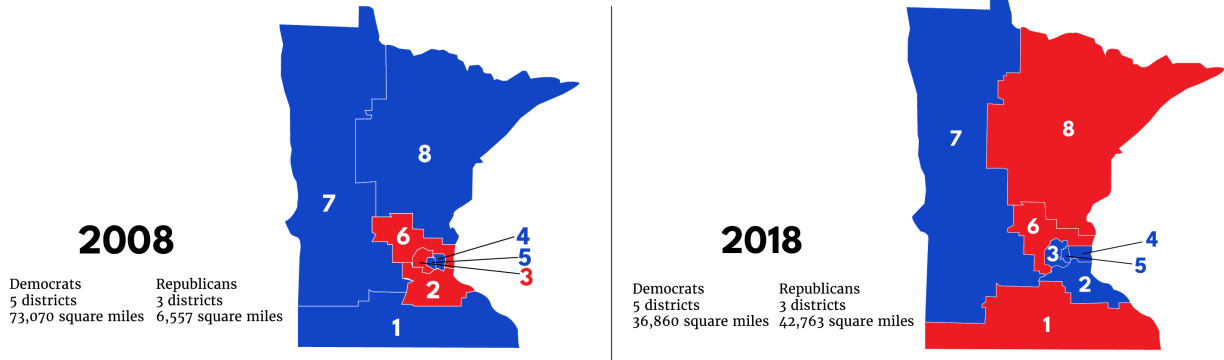 7
8
6
4
5
3
2
1
2008
Democrats
5 districts
73,070 square miles
Republicans
3 districts
6,557 square miles
7
8
6
3
4
5
2
1
2018
Democrats
5 districts
36,860 square miles
Republicans
3 districts
42,763 square miles